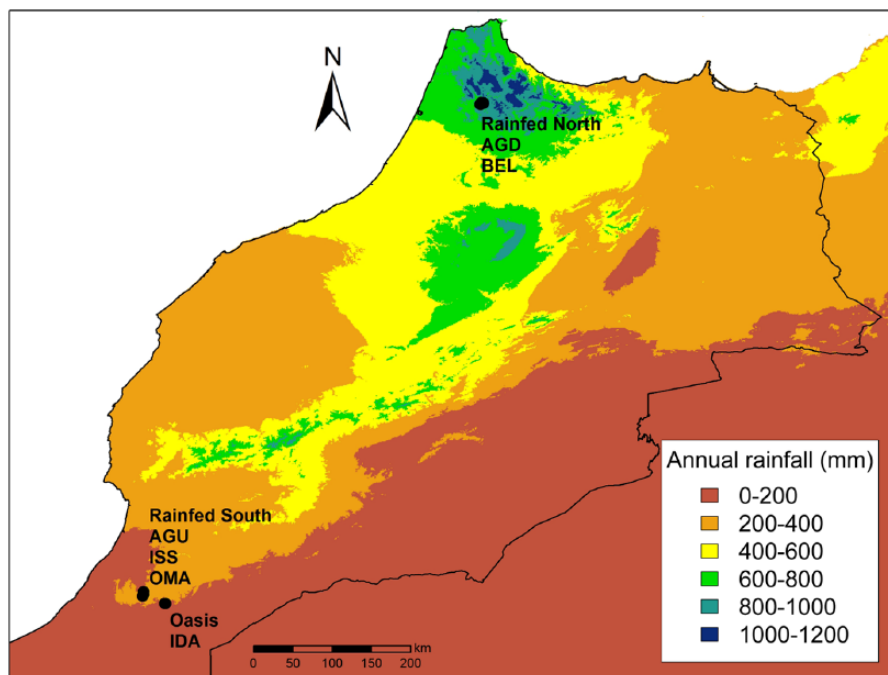 N
Rainfed North
AGD
BEL
Annual rainfall (mm)
0-200
200-400
400-600
600-800
800-1000
1000-1200
Rainfed South
AGU
ISS
OMA
Oasis
IDA
km
0 50 100 150 200